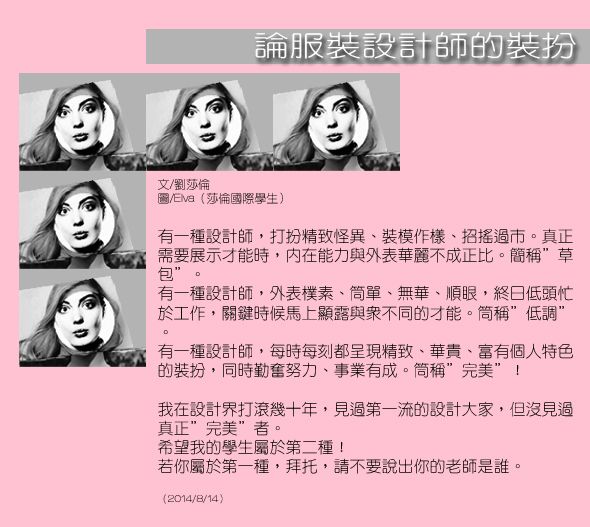 論服裝設計師的裝扮
文/劉莎倫
圖/Elva（莎倫國際學生）
有一種設計師，打扮精致怪異、裝模作樣、招搖過市。真正
需要展示才能時，内在能力與外表華麗不成正比。簡稱”草
包”。
有一種設計師，外表樸素、简單、無華、順眼，終日低頭忙
於工作，關鍵時候馬上顯露與衆不同的才能。简稱”低調”
。
有一種設計師，每時每刻都呈現精致、華貴、富有個人特色
的裝扮，同時勤奮努力、事業有成。简稱”完美”！
我在設計界打滾幾十年，見過第一流的設計大家，但沒見過
真正”完美”者。
希望我的學生屬於第二種！
若你屬於第一種，拜托，請不要說出你的老師是誰。
（2014/8/14）